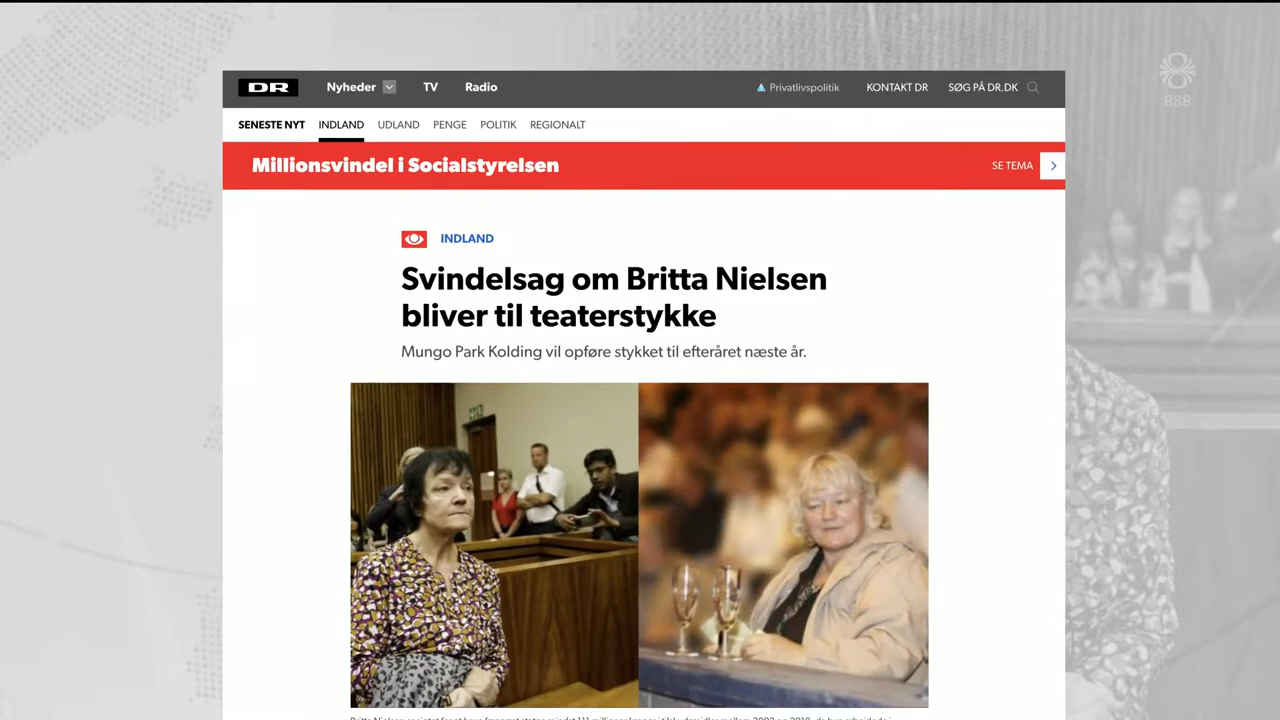 DR Nyheder TV Radio Privatlivspolitik KONTAKT DR SØG PÅ DR.DK
888
SENESTE NYT INDLAND UDLAND PENGE POLITIK REGIONALT
Millionsvindel i Socialstyrelsen SE TEMA
INDLAND
Svindelsag om Britta Nielsen
bliver til teaterstykke
Mungo Park Kolding vil opføre stykket til efteråret næste år.